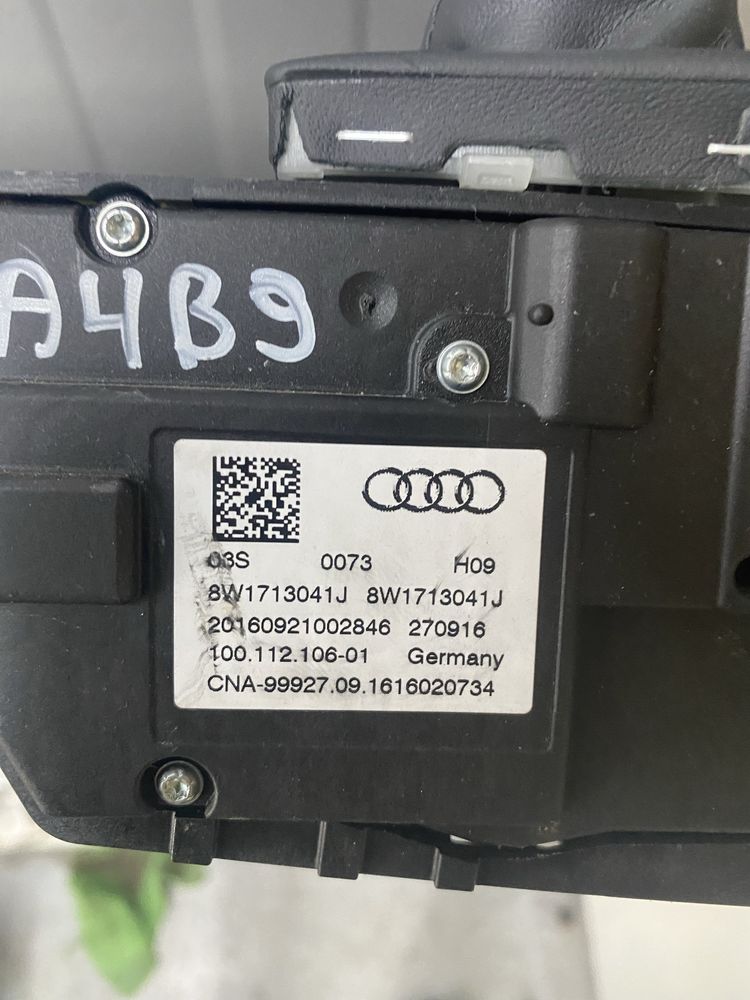 A4B9
03S 0073 H09
8W1713041J 8W1713041J
20160921002846 270916
100.112.106-01 Germany
CNA-99927.09.1616020734